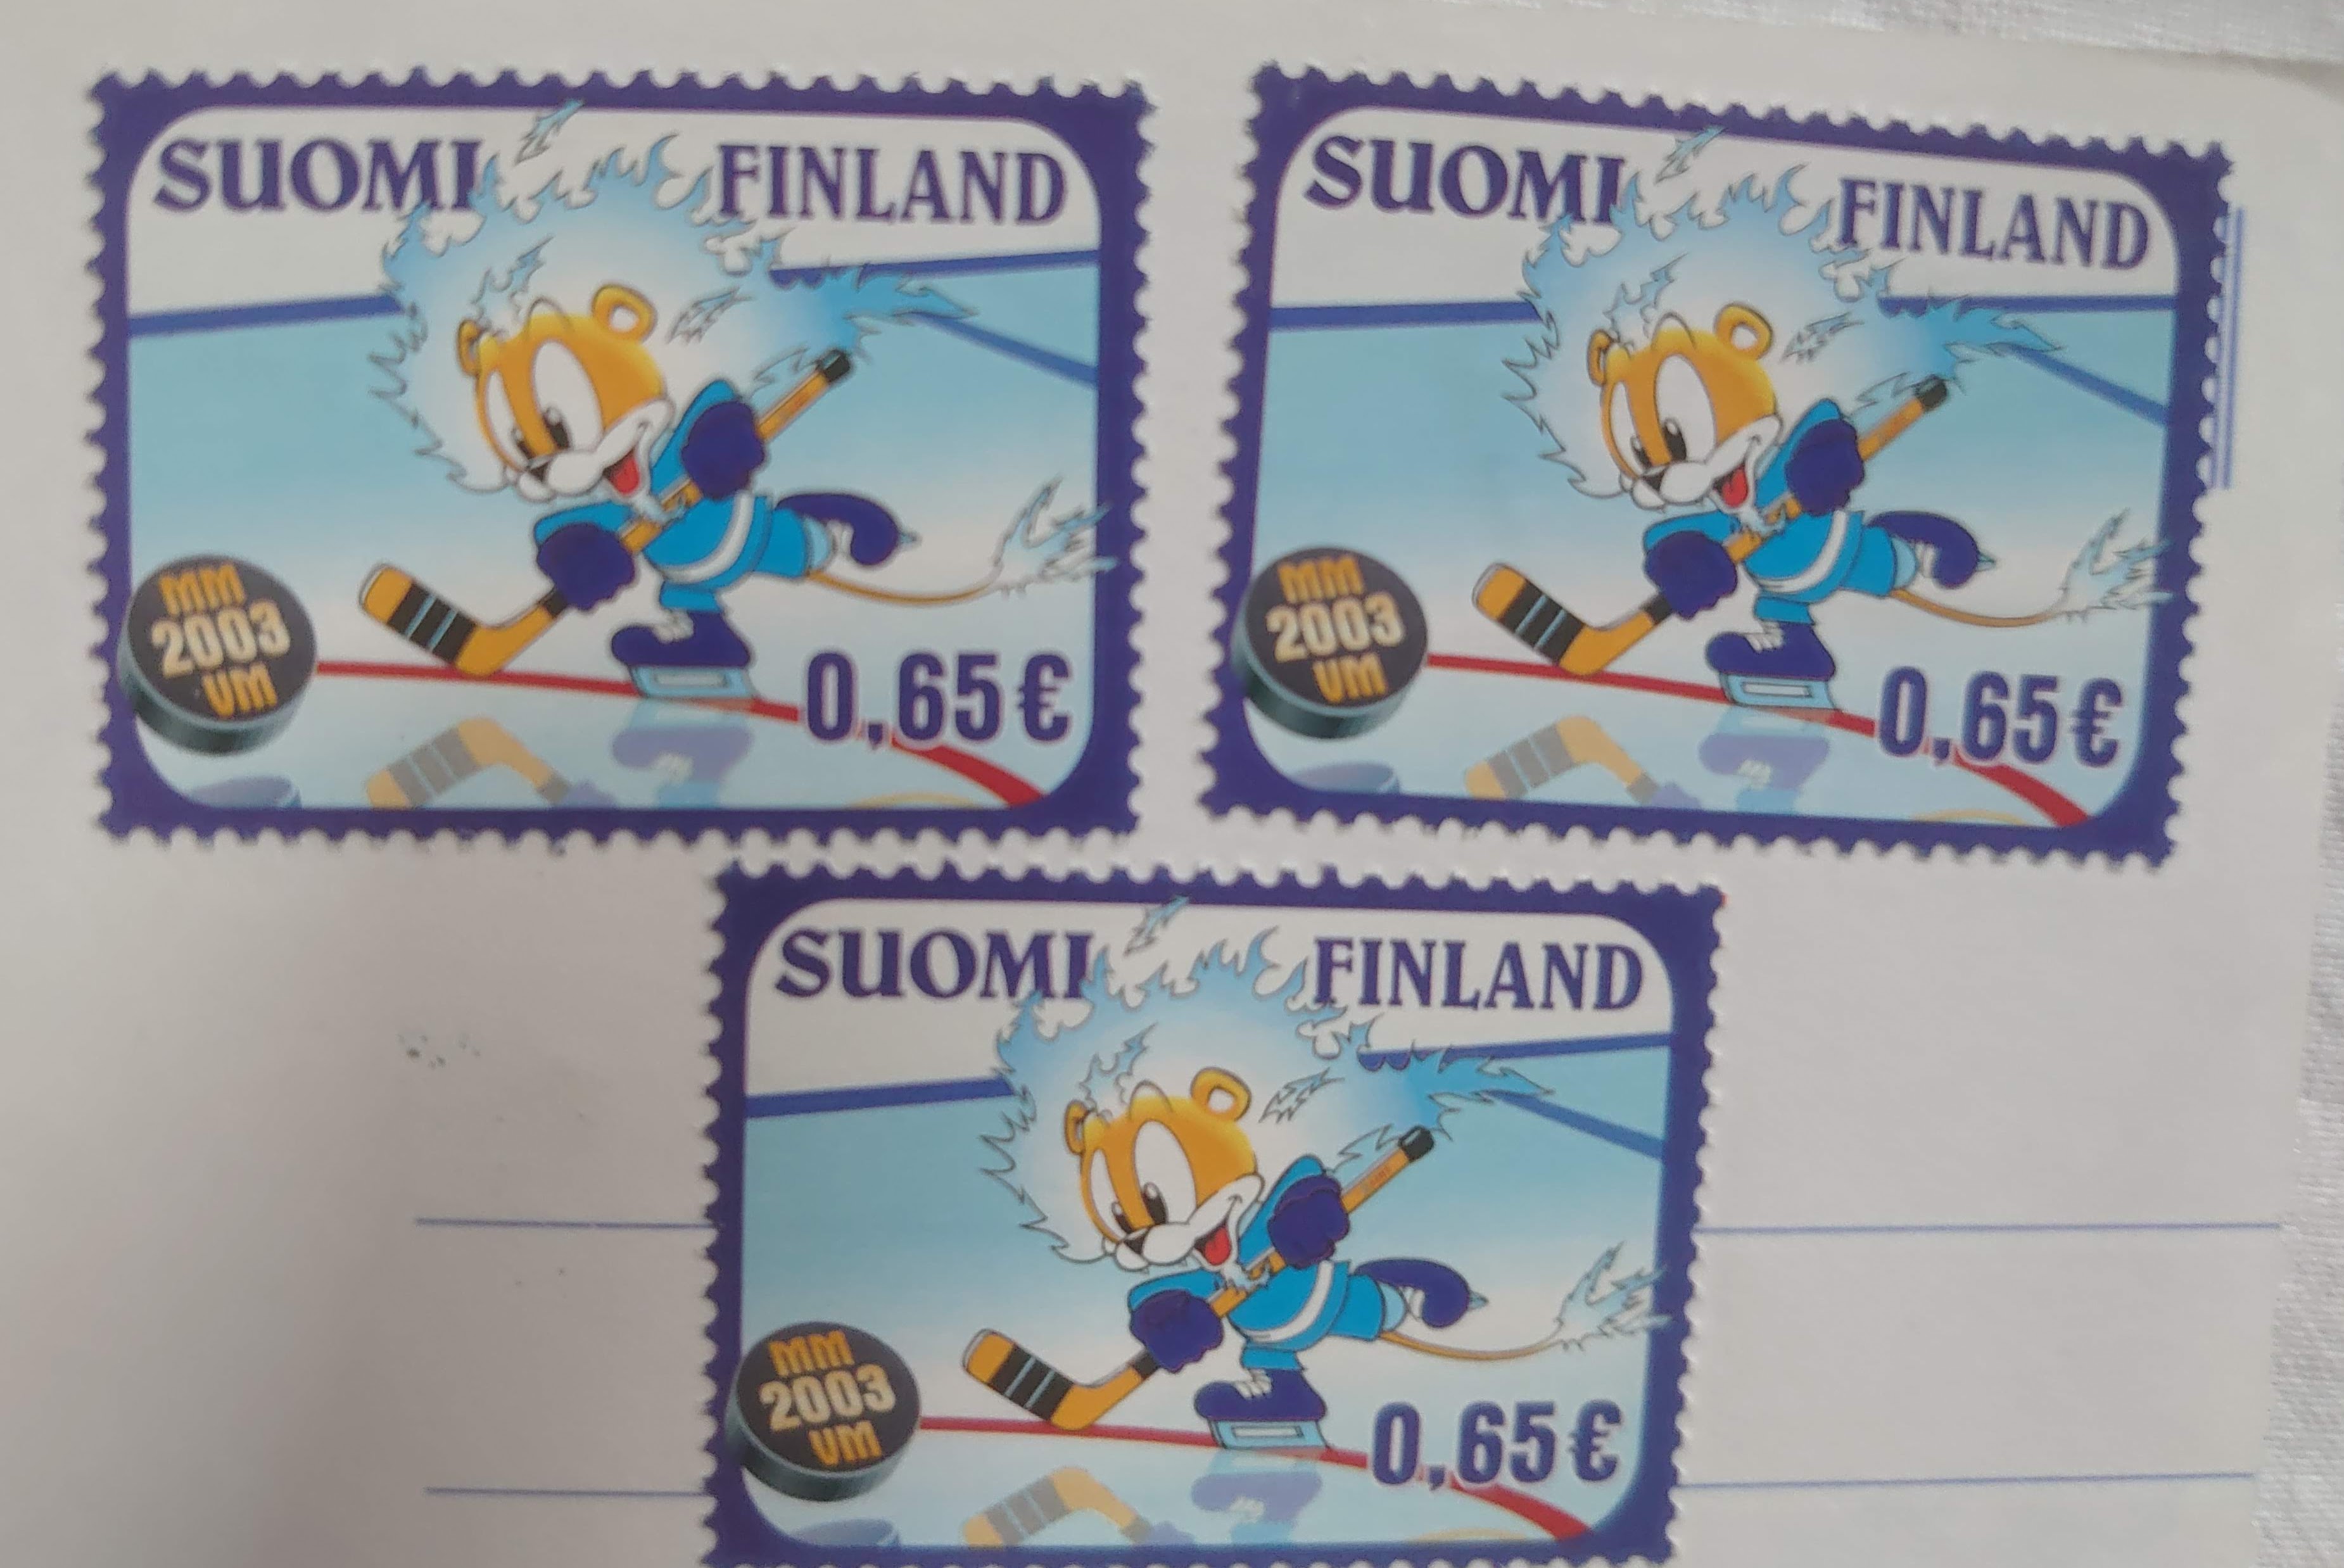 SUOMI FINLAND
MM
2003
VM
0,65€
SUOMI FINLAND
MM
2003
VM
0,65€
SUOMI FINLAND
MM
2003
VM
0,65€